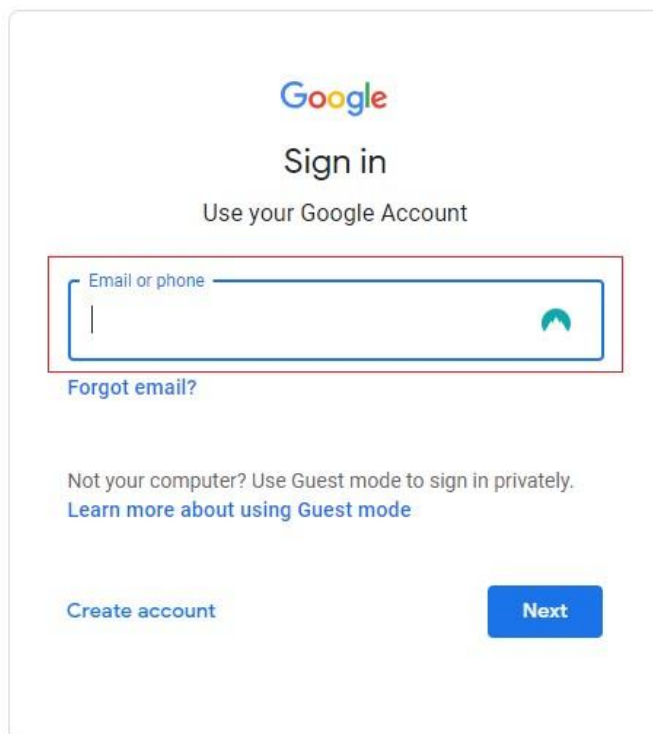 Google
Sign in
Use your Google Account
Email or phone
Forgot email?
Not your computer? Use Guest mode to sign in privately.
Learn more about using Guest mode
Create account
Next